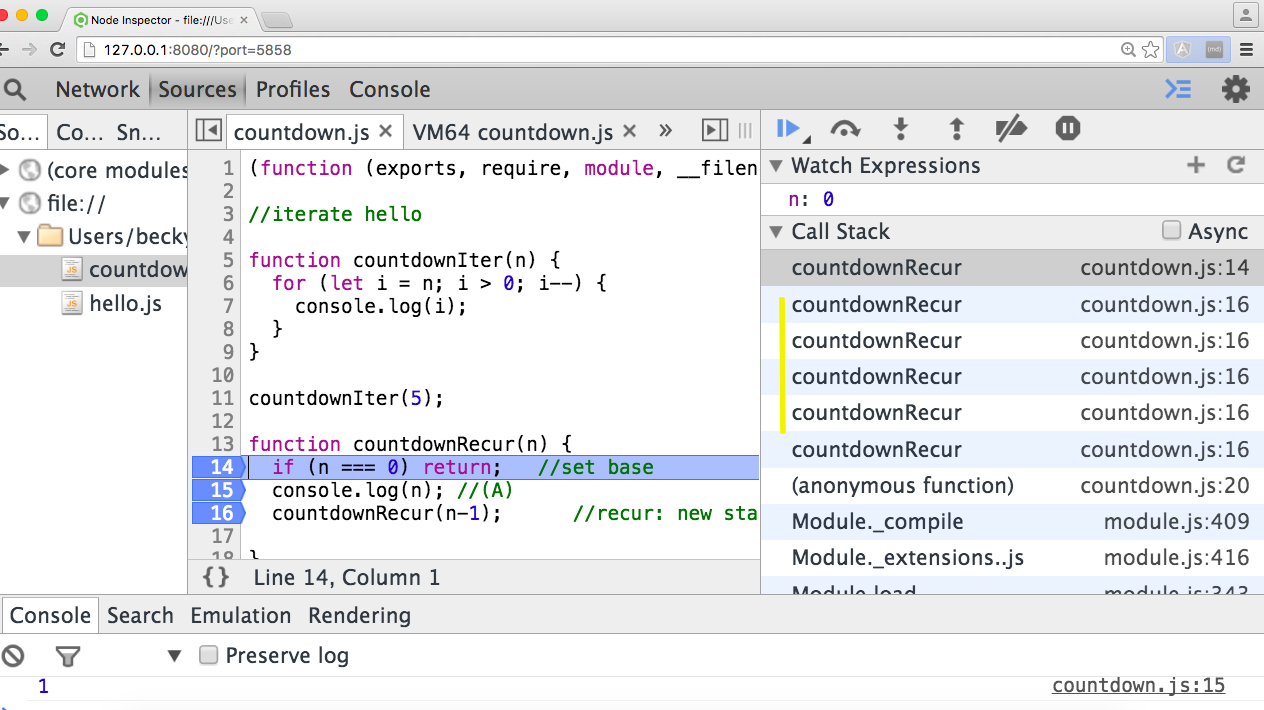 Node Inspector - file:///Use
127.0.0.1:8080/?port=5858
Network Sources Profiles Console
So... Co... Sn...
countdown.js × VM64 countdown.js × »
(core modules
file://
Users/becky
countdow
hello.js
1 (function (exports, require, module, __filen
2
3 //iterate hello
4
5 function countdownIter(n) {
6 for (let i = n; i > 0; i--) {
7 console.log(i);
8 }
9 }
10
11 countdownIter(5);
12
13 function countdownRecur(n) {
14 if (n === 0) return; //set base
15 console.log(n); //(A)
16 countdownRecur(n-1); //recur: new sta
17
18 }
{} Line 14, Column 1
Watch Expressions
n: 0
Call Stack Async
countdownRecur countdown.js:14
countdownRecur countdown.js:16
countdownRecur countdown.js:16
countdownRecur countdown.js:16
countdownRecur countdown.js:16
countdownRecur countdown.js:16
(anonymous function) countdown.js:20
Module._compile module.js:409
Module._extensions..js module.js:416
Module.load module.js:343
Console Search Emulation Rendering
Preserve log
1 countdown.js:15